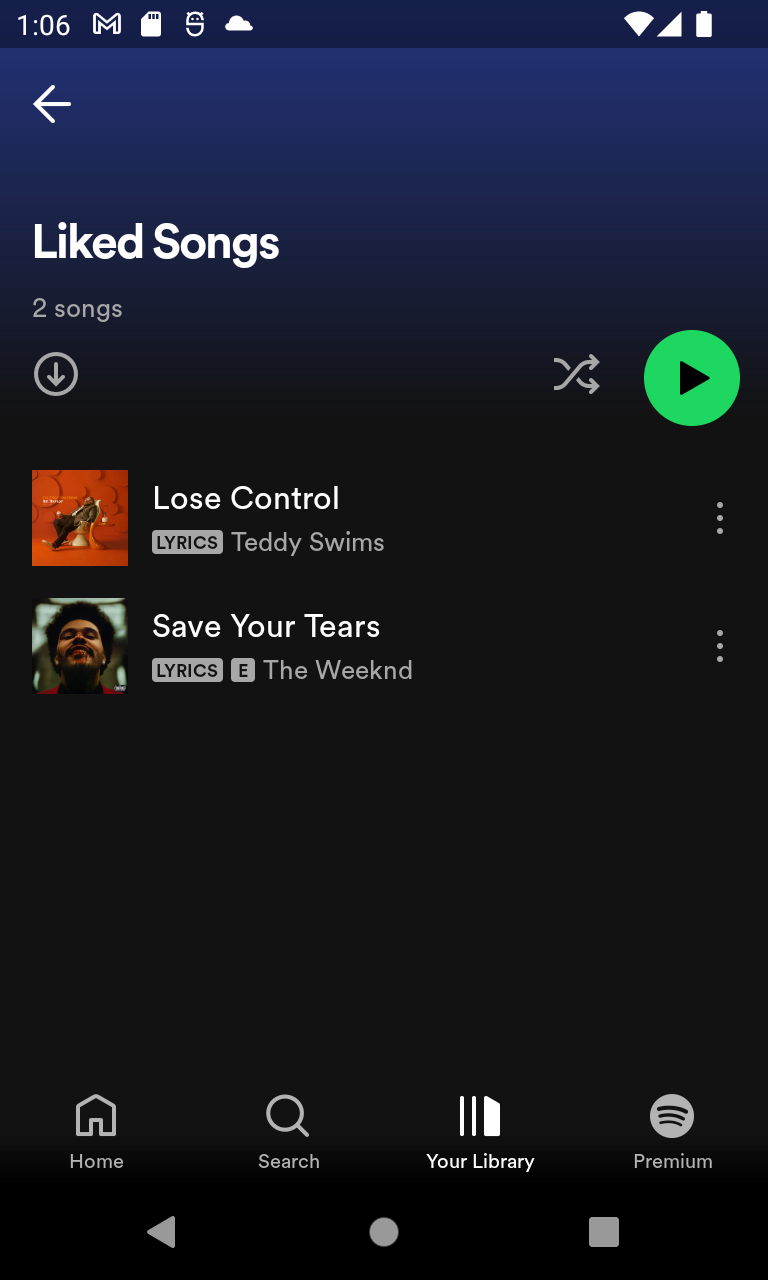 1:06
Liked Songs
2 songs
Lose Control
LYRICS Teddy Swims
Save Your Tears
LYRICS E The Weeknd
Home Search Your Library Premium